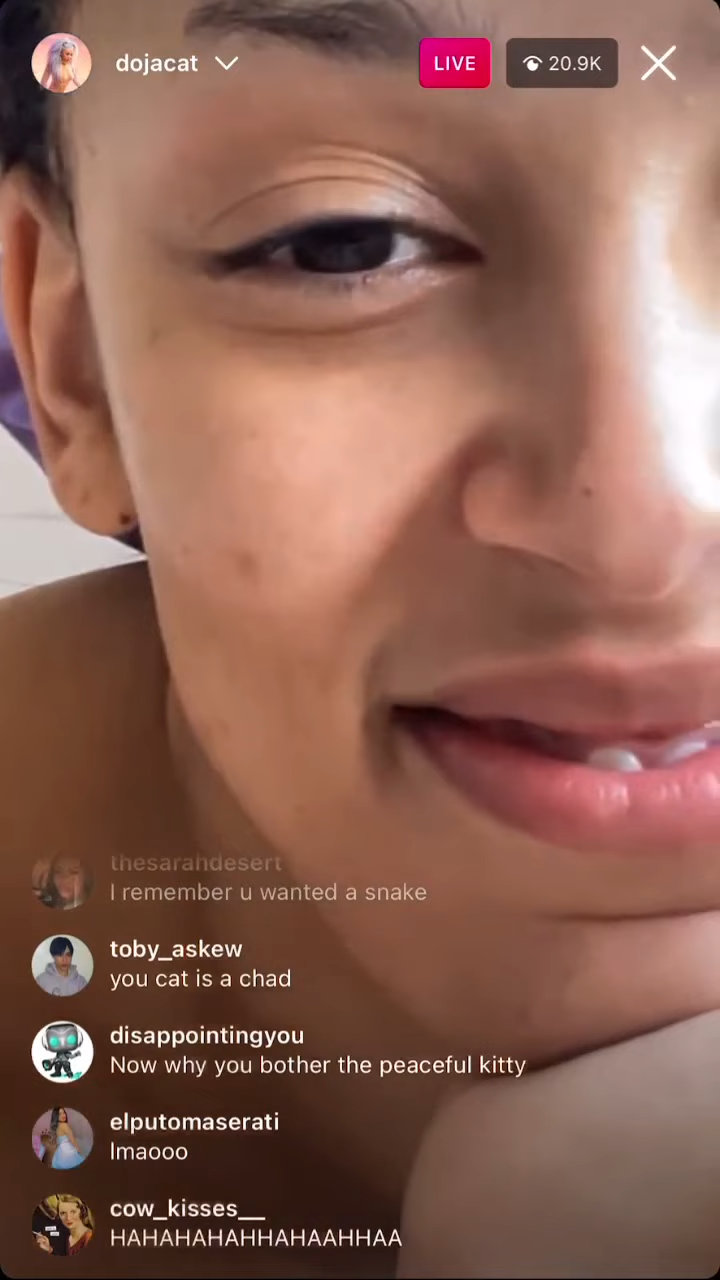 dojacat
LIVE
20.9K
thesarahdesert
I remember u wanted a snake
toby_askew
you cat is a chad
disappointingyou
Now why you bother the peaceful kitty
elputomaserati
lmaooo
cow_kisses__
HAHAHAHAHHAHAAHHAA